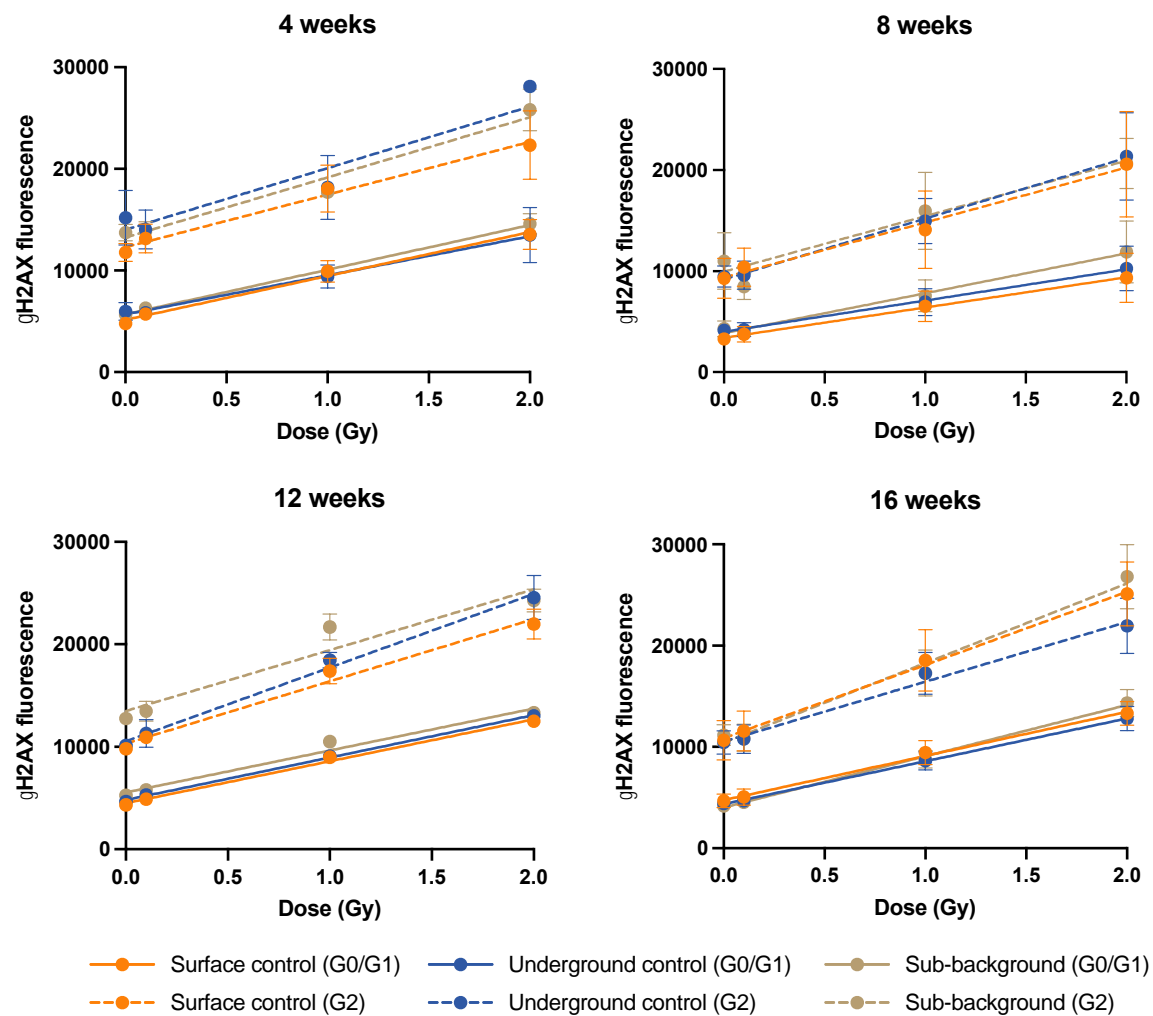 4 weeks
gH2AX fluorescence
30000
20000
10000
0
0.0 0.5 1.0 1.5 2.0
Dose (Gy)
8 weeks
gH2AX fluorescence
30000
20000
10000
0
0.0 0.5 1.0 1.5 2.0
Dose (Gy)
12 weeks
gH2AX fluorescence
30000
20000
10000
0
0.0 0.5 1.0 1.5 2.0
Dose (Gy)
16 weeks
gH2AX fluorescence
30000
20000
10000
0
0.0 0.5 1.0 1.5 2.0
Dose (Gy)
Surface control (G0/G1) Underground control (G0/G1) Sub-background (G0/G1)
Surface control (G2) Underground control (G2) Sub-background (G2)